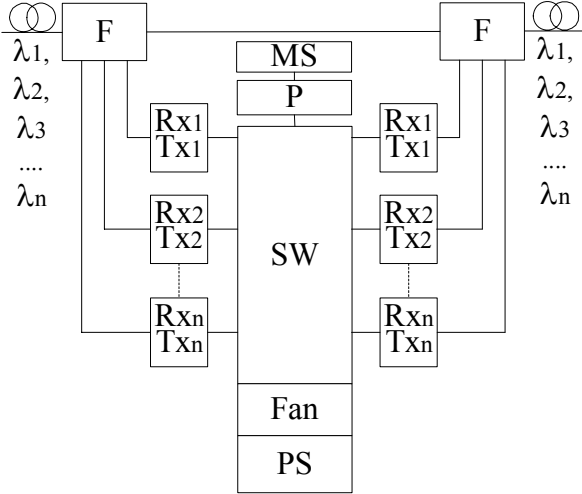 F
F
MS
P
λ1,
λ2,
λ3
....
λn
λ1,
λ2,
λ3
....
λn
Rx1
Tx1
Rx1
Tx1
Rx2
Tx2
Rx2
Tx2
SW
Rxn
Txn
Rxn
Txn
Fan
PS